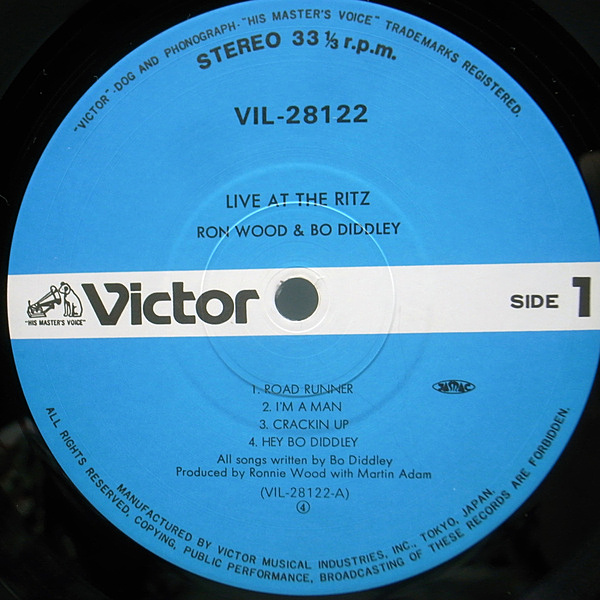 "VICTOR"-DOG AND PHONOGRAPH-"HIS MASTER'S VOICE" TRADEMARKS REGISTERED.
STEREO 33 ⅓ r.p.m.
VIL-28122
LIVE AT THE RITZ
RON WOOD & BO DIDDLEY
"HIS MASTER'S VOICE"
Victor
SIDE 1
1. ROAD RUNNER
2. I'M A MAN
3. CRACKIN UP
4. HEY BO DIDDLEY
JASRAC
All songs written by Bo Diddley
Produced by Ronnie Wood with Martin Adam
(VIL-28122-A)
④
MANUFACTURED BY VICTOR MUSICAL INDUSTRIES, INC., TOKYO, JAPAN.
ALL RIGHTS RESERVED. COPYING, PUBLIC PERFORMANCE, BROADCASTING OF THESE RECORDS ARE FORBIDDEN.